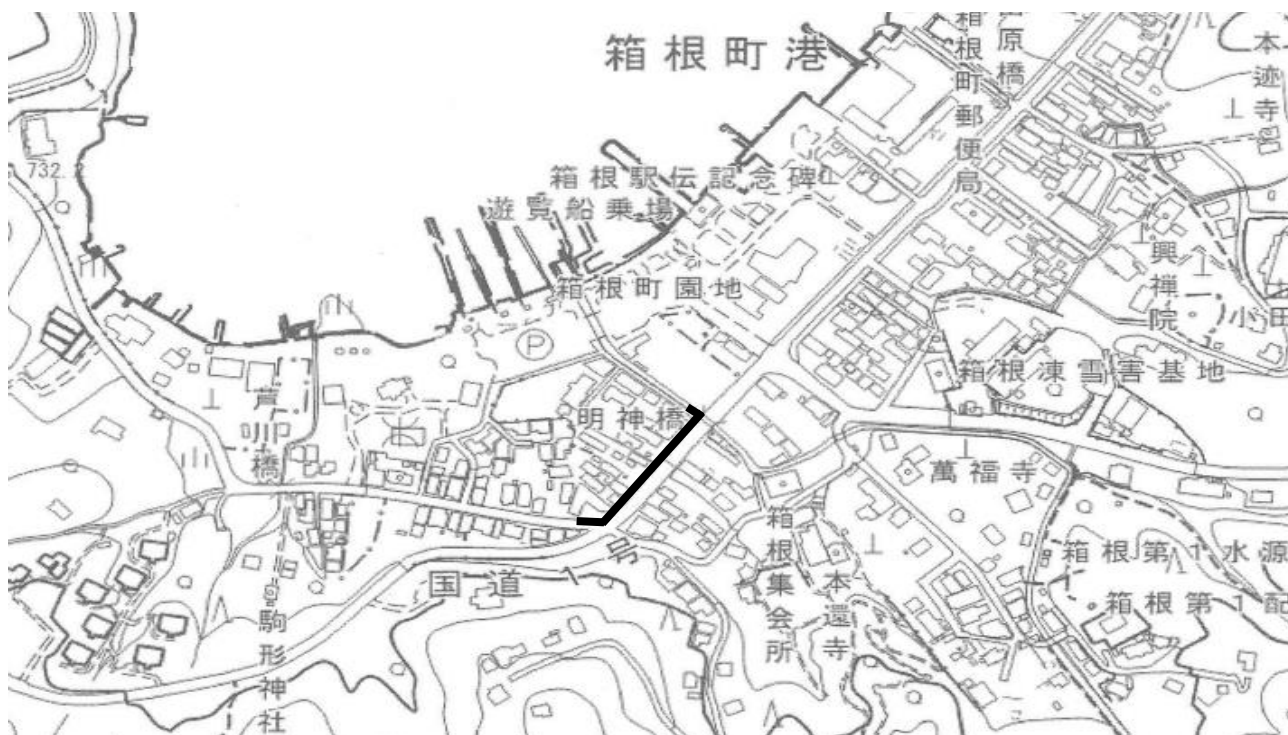 箱根町港
箱根町郵便局
原橋
本迹寺
732.2
箱根駅伝記念碑
遊覧船乗場
箱根町園地
P
興禅院
小田
箱根凍雪害基地
芦川橋
明神橋
萬福寺
箱根集会所
本還寺
箱根第1水源
箱根第1配
国道
1号
駒形神社